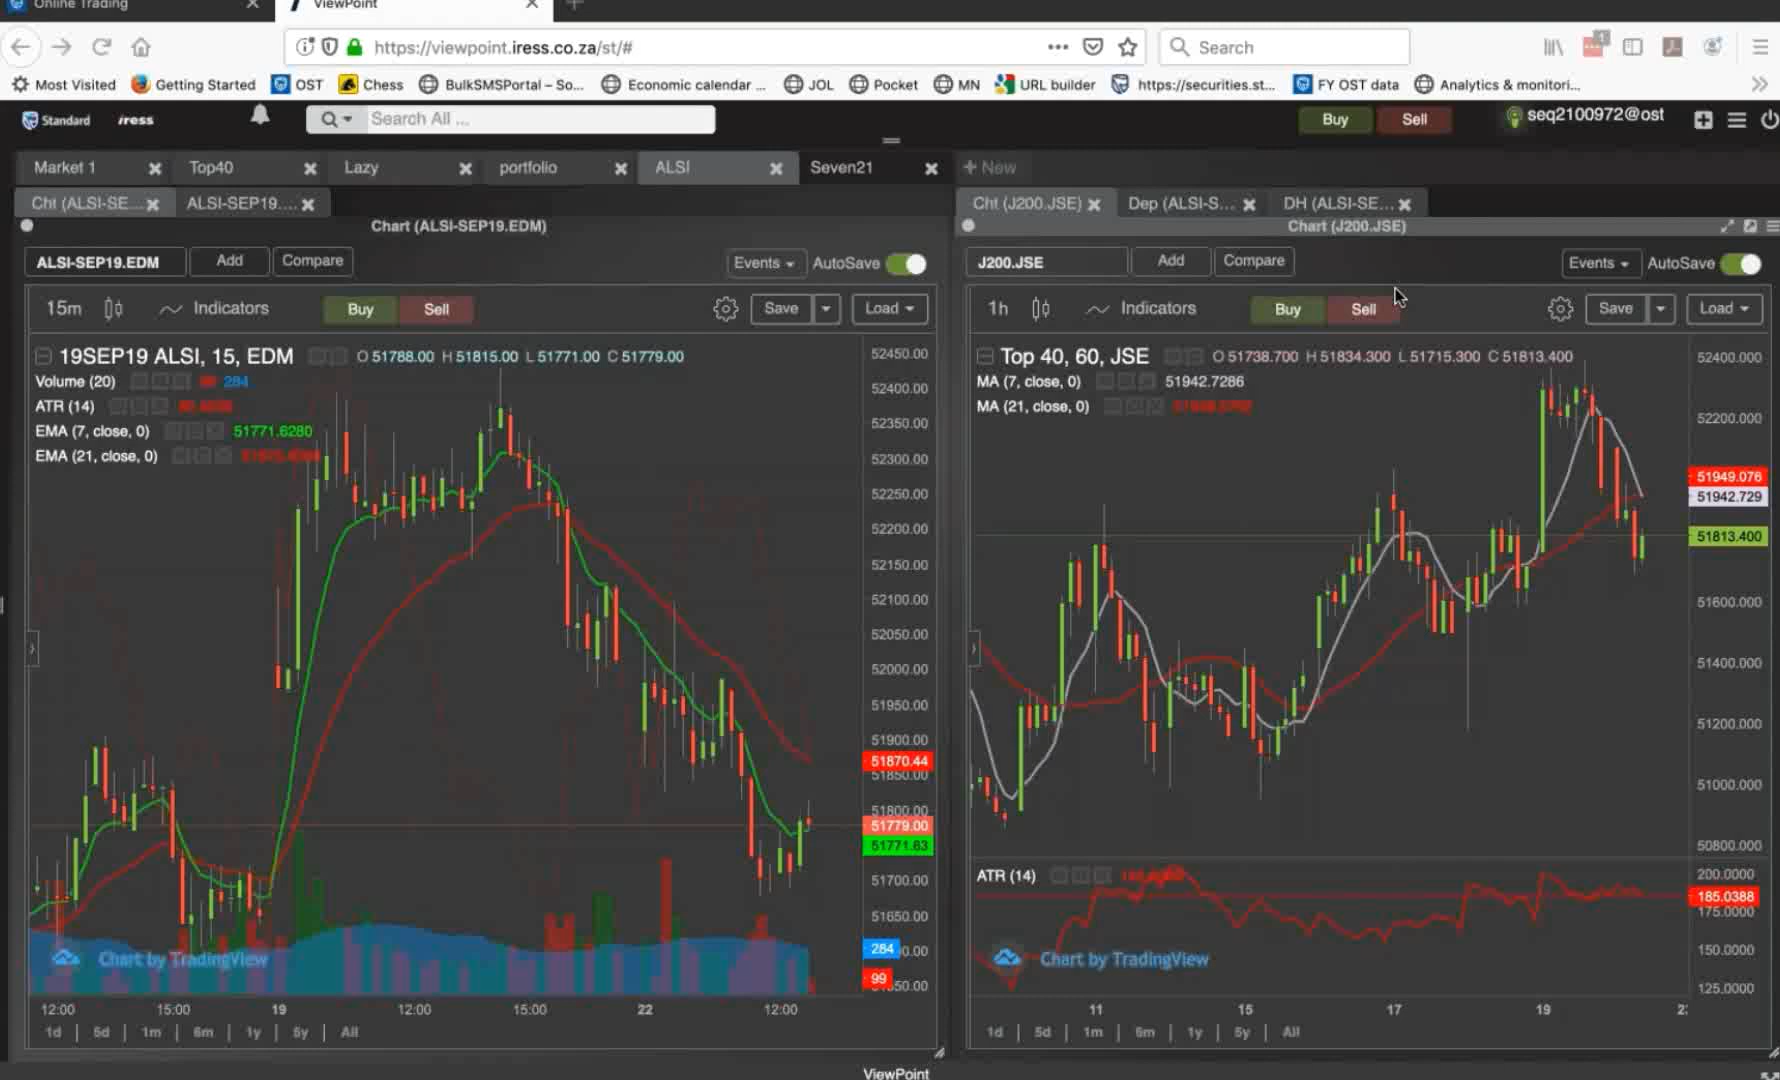 Online Trading
ViewPoint
https://viewpoint.iress.co.za/st/#
Search
Most Visited
Getting Started
OST
Chess
BulkSMSPortal – So...
Economic calendar ...
JOL
Pocket
MN
URL builder
https://securities.st...
FY OST data
Analytics & monitori...
Standard
iress
Search All ...
Buy
Sell
seq2100972@ost
Market 1
Top40
Lazy
portfolio
ALSI
Seven21
+ New
Cht (ALSI-SE...
ALSI-SEP19....
Cht (J200.JSE)
Dep (ALSI-S...
DH (ALSI-SE...
Chart (ALSI-SEP19.EDM)
Chart (J200.JSE)
ALSI-SEP19.EDM
Add
Compare
Events
AutoSave
15m
Indicators
Buy
Sell
Save
Load
19SEP19 ALSI, 15, EDM
O 51788.00 H 51815.00 L 51771.00 C 51779.00
Volume (20)
284
ATR (14)
EMA (7, close, 0)
51771.6280
EMA (21, close, 0)
52450.00
52400.00
52350.00
52300.00
52250.00
52200.00
52150.00
52100.00
52050.00
52000.00
51950.00
51900.00
51870.44
51850.00
51800.00
51779.00
51771.63
51700.00
51650.00
284
99
Chart by TradingView
12:00
15:00
19
12:00
15:00
22
12:00
1d | 5d | 1m | 6m | 1y | 5y | All
J200.JSE
Add
Compare
Events
AutoSave
1h
Indicators
Buy
Sell
Save
Load
Top 40, 60, JSE
O 51738.700 H 51834.300 L 51715.300 C 51813.400
MA (7, close, 0)
51942.7286
MA (21, close, 0)
52400.000
52200.000
51949.076
51942.729
51813.400
51600.000
51400.000
51200.000
51000.000
50800.000
ATR (14)
200.0000
185.0388
175.0000
150.0000
125.0000
Chart by TradingView
11
15
17
19
1d | 5d | 1m | 6m | 1y | 5y | All
ViewPoint